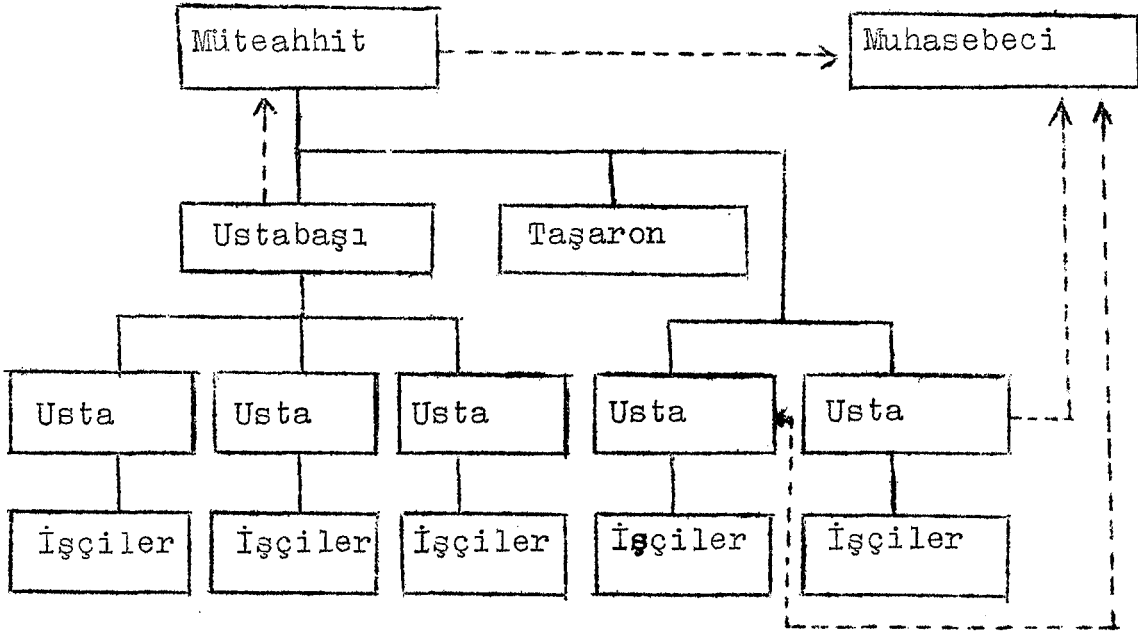 Müteahhit
Muhasebeci
Ustabaşı
Taşaron
Usta
Usta
Usta
Usta
Usta
İşçiler
İşçiler
İşçiler
İşçiler
İşçiler